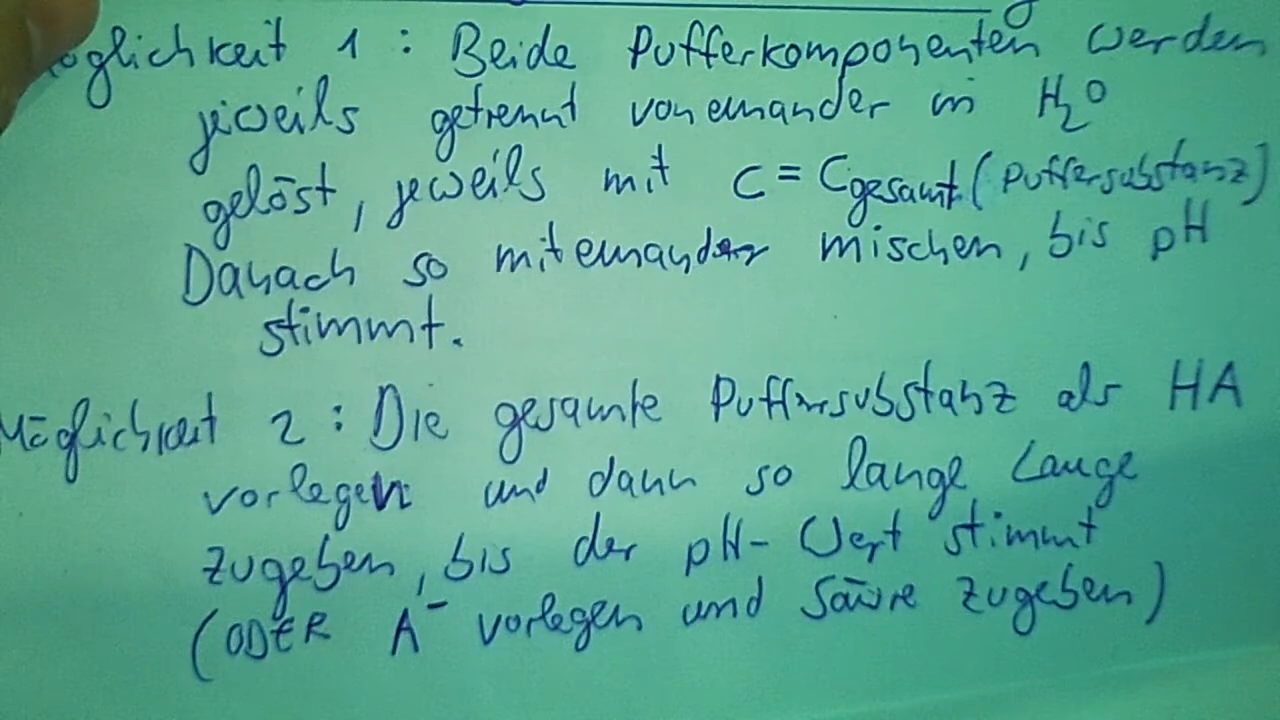 Möglichkeit 1 : Beide Pufferkomponenten werden
jeweils getrennt voneinander in H₂O
gelöst, jeweils mit c = Cgesamt (Puffersubstanz)
Danach so miteinander mischen, bis pH
stimmt.
Möglichkeit 2 : Die gesamte Puffersubstanz als HA
vorlegen und dann so lange Lauge
zugeben, bis der pH-Wert stimmt
(ODER A⁻ vorlegen und Säure zugeben)